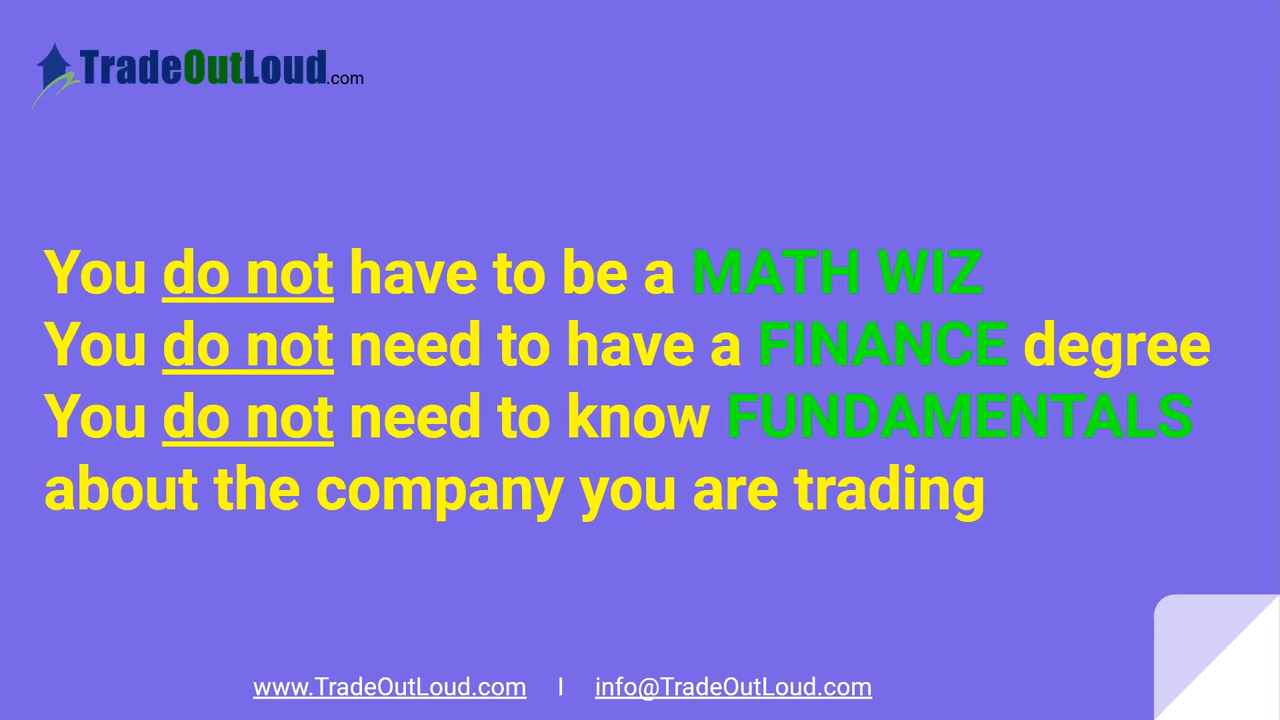 TradeOutLoud.com
You do not have to be a MATH WIZ
You do not need to have a FINANCE degree
You do not need to know FUNDAMENTALS
about the company you are trading
www.TradeOutLoud.com I info@TradeOutLoud.com